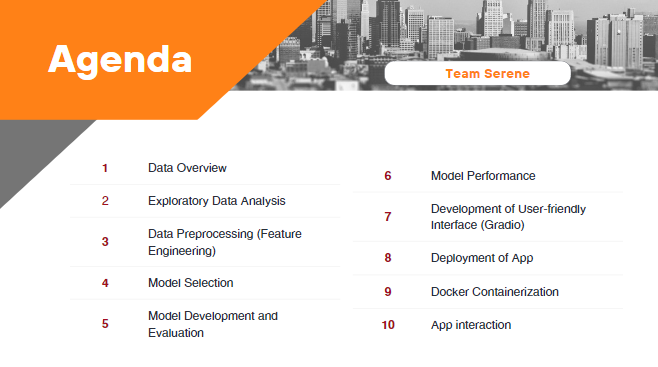 Agenda
Team Serene
1 Data Overview
2 Exploratory Data Analysis
3 Data Preprocessing (Feature
Engineering)
4 Model Selection
5 Model Development and
Evaluation
6 Model Performance
7 Development of User-friendly
Interface (Gradio)
8 Deployment of App
9 Docker Containerization
10 App interaction